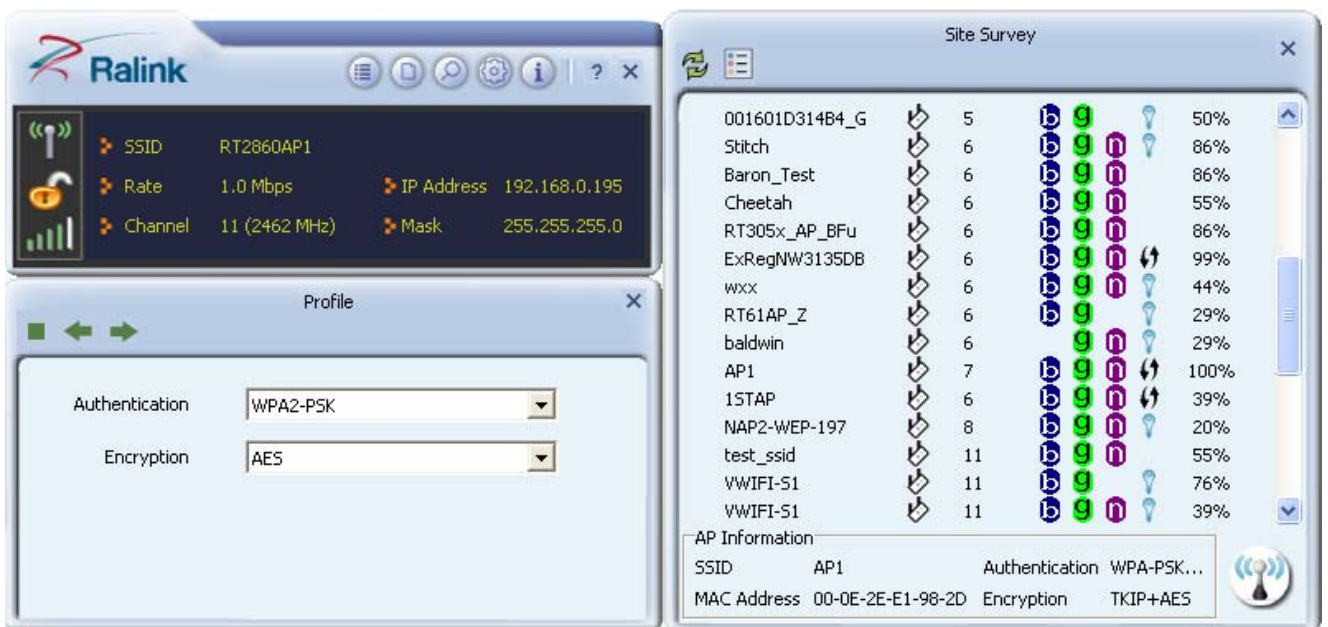 Ralink
? ×
SSID RT2860AP1
Rate 1.0 Mbps IP Address 192.168.0.195
Channel 11 (2462 MHz) Mask 255.255.255.0
Profile ×
Authentication WPA2-PSK
Encryption AES
Site Survey ×
001601D314B4_G 5 b g 50%
Stitch 6 b g n 86%
Baron_Test 6 b g n 86%
Cheetah 6 b g n 55%
RT305x_AP_BFu 6 b g n 86%
ExRegNW3135DB 6 b g n 99%
wxx 6 b g n 44%
RT61AP_Z 6 b g 29%
baldwin 6 g n 29%
AP1 7 b g n 100%
1STAP 6 b g n 39%
NAP2-WEP-197 8 b g n 20%
test_ssid 11 b g n 55%
VWIFI-S1 11 b g 76%
VWIFI-S1 11 b g n 39%
AP Information
SSID AP1 Authentication WPA-PSK...
MAC Address 00-0E-2E-E1-98-2D Encryption TKIP+AES